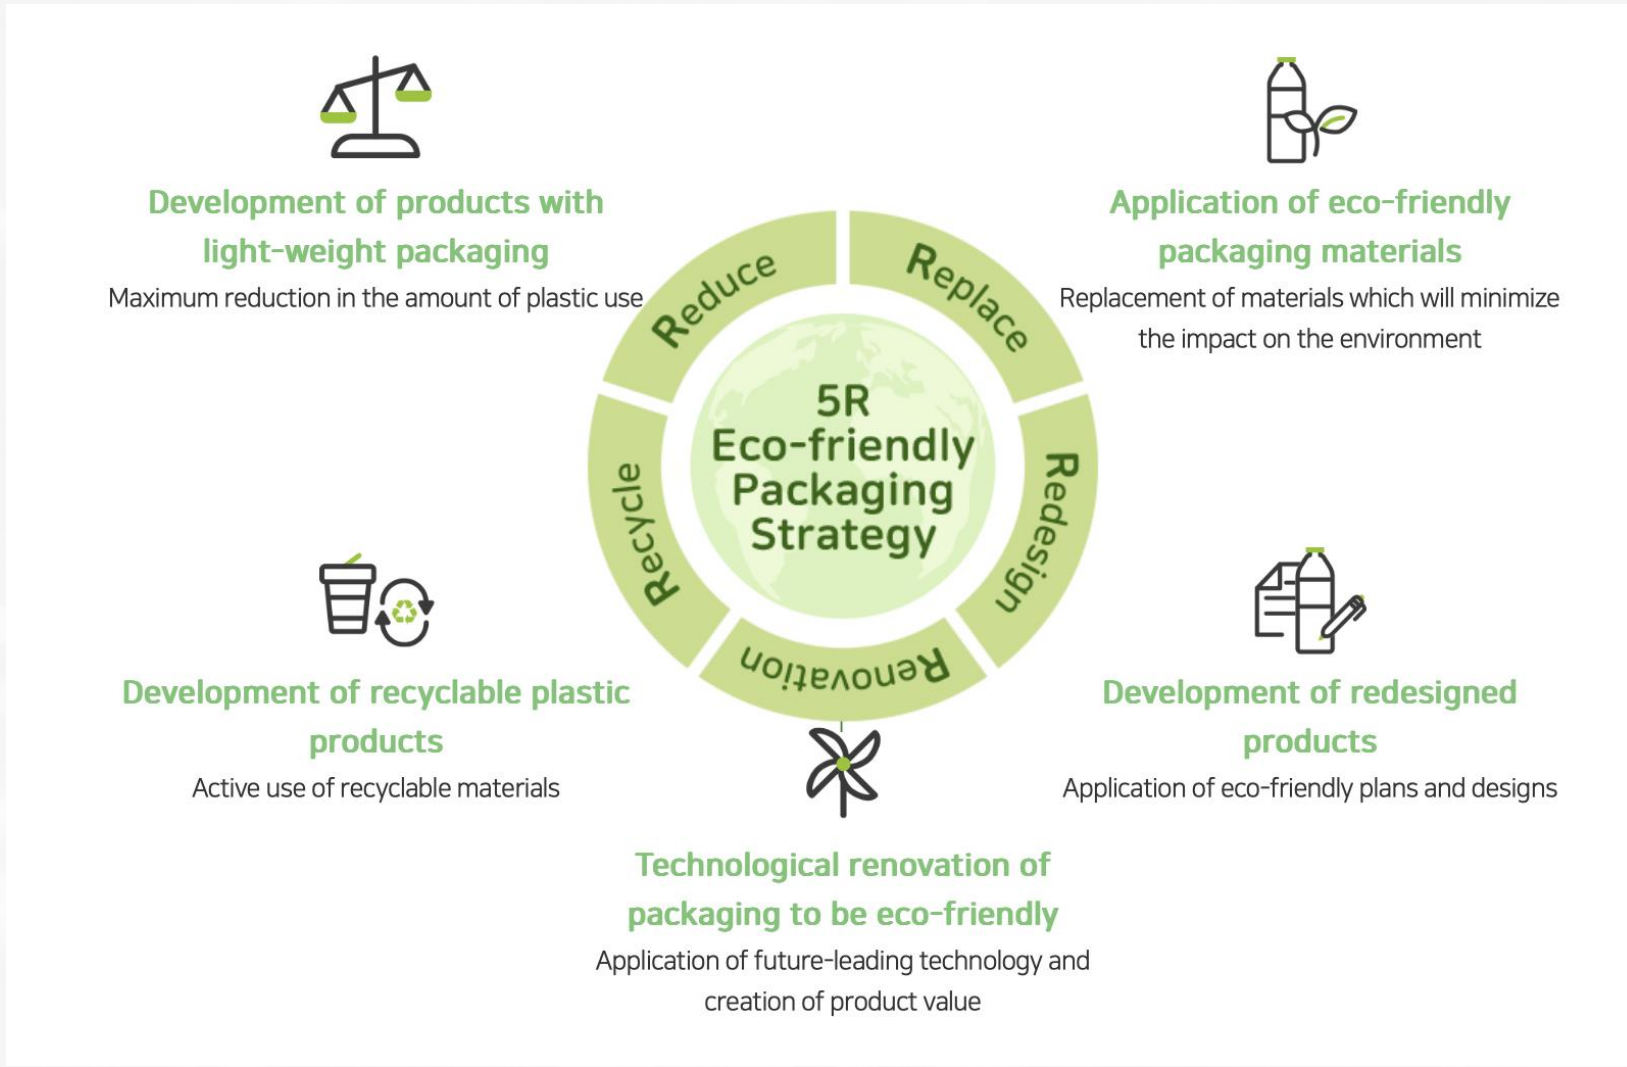 Development of products with
light-weight packaging
Maximum reduction in the amount of plastic use
Application of eco-friendly
packaging materials
Replacement of materials which will minimize
the impact on the environment
Reduce
Replace
Redesign
Renovation
Recycle
5R
Eco-friendly
Packaging
Strategy
Development of recyclable plastic
products
Active use of recyclable materials
Development of redesigned
products
Application of eco-friendly plans and designs
Technological renovation of
packaging to be eco-friendly
Application of future-leading technology and
creation of product value